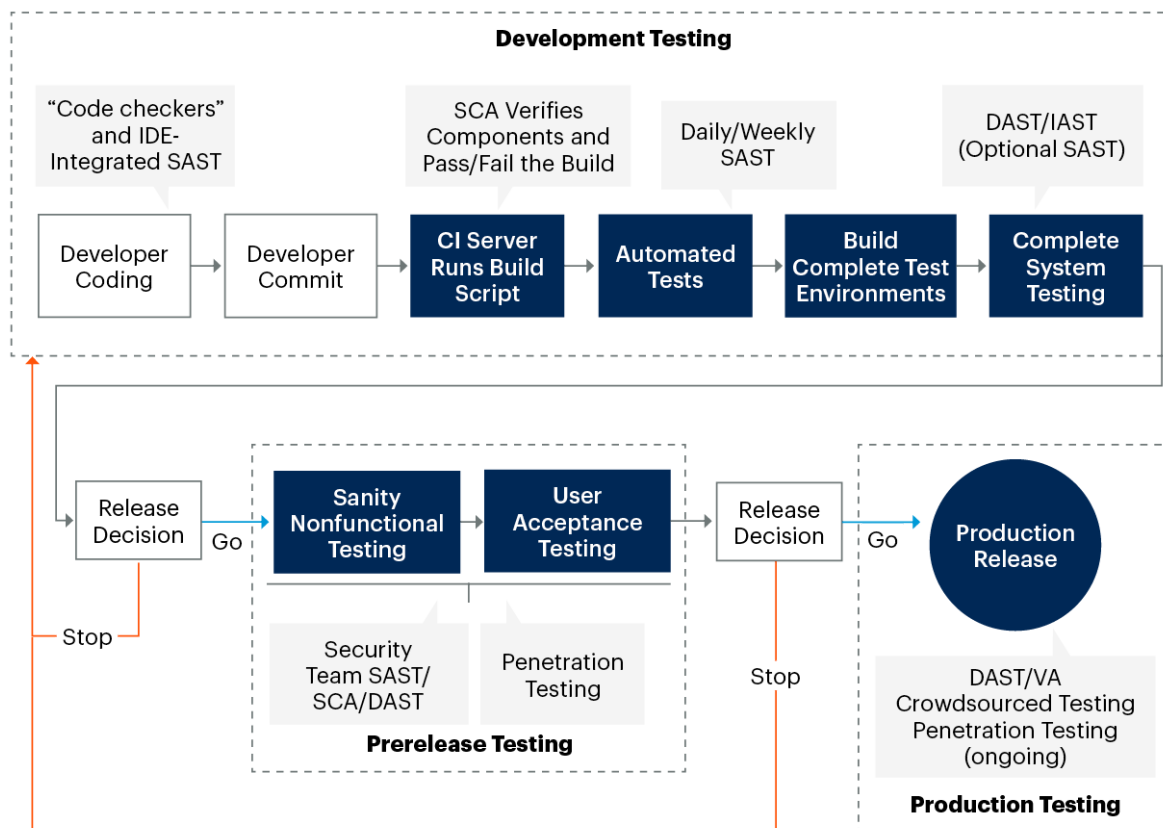 Development Testing
“Code checkers”
and IDE-
Integrated SAST
SCA Verifies
Components and
Pass/Fail the Build
Daily/Weekly
SAST
DAST/IAST
(Optional SAST)
Developer
Coding
Developer
Commit
CI Server
Runs Build
Script
Automated
Tests
Build
Complete Test
Environments
Complete
System
Testing
Release
Decision
Go
Stop
Sanity
Nonfunctional
Testing
User
Acceptance
Testing
Security
Team SAST/
SCA/DAST
Penetration
Testing
Prerelease Testing
Release
Decision
Go
Stop
Production
Release
DAST/VA
Crowdsourced Testing
Penetration Testing
(ongoing)
Production Testing